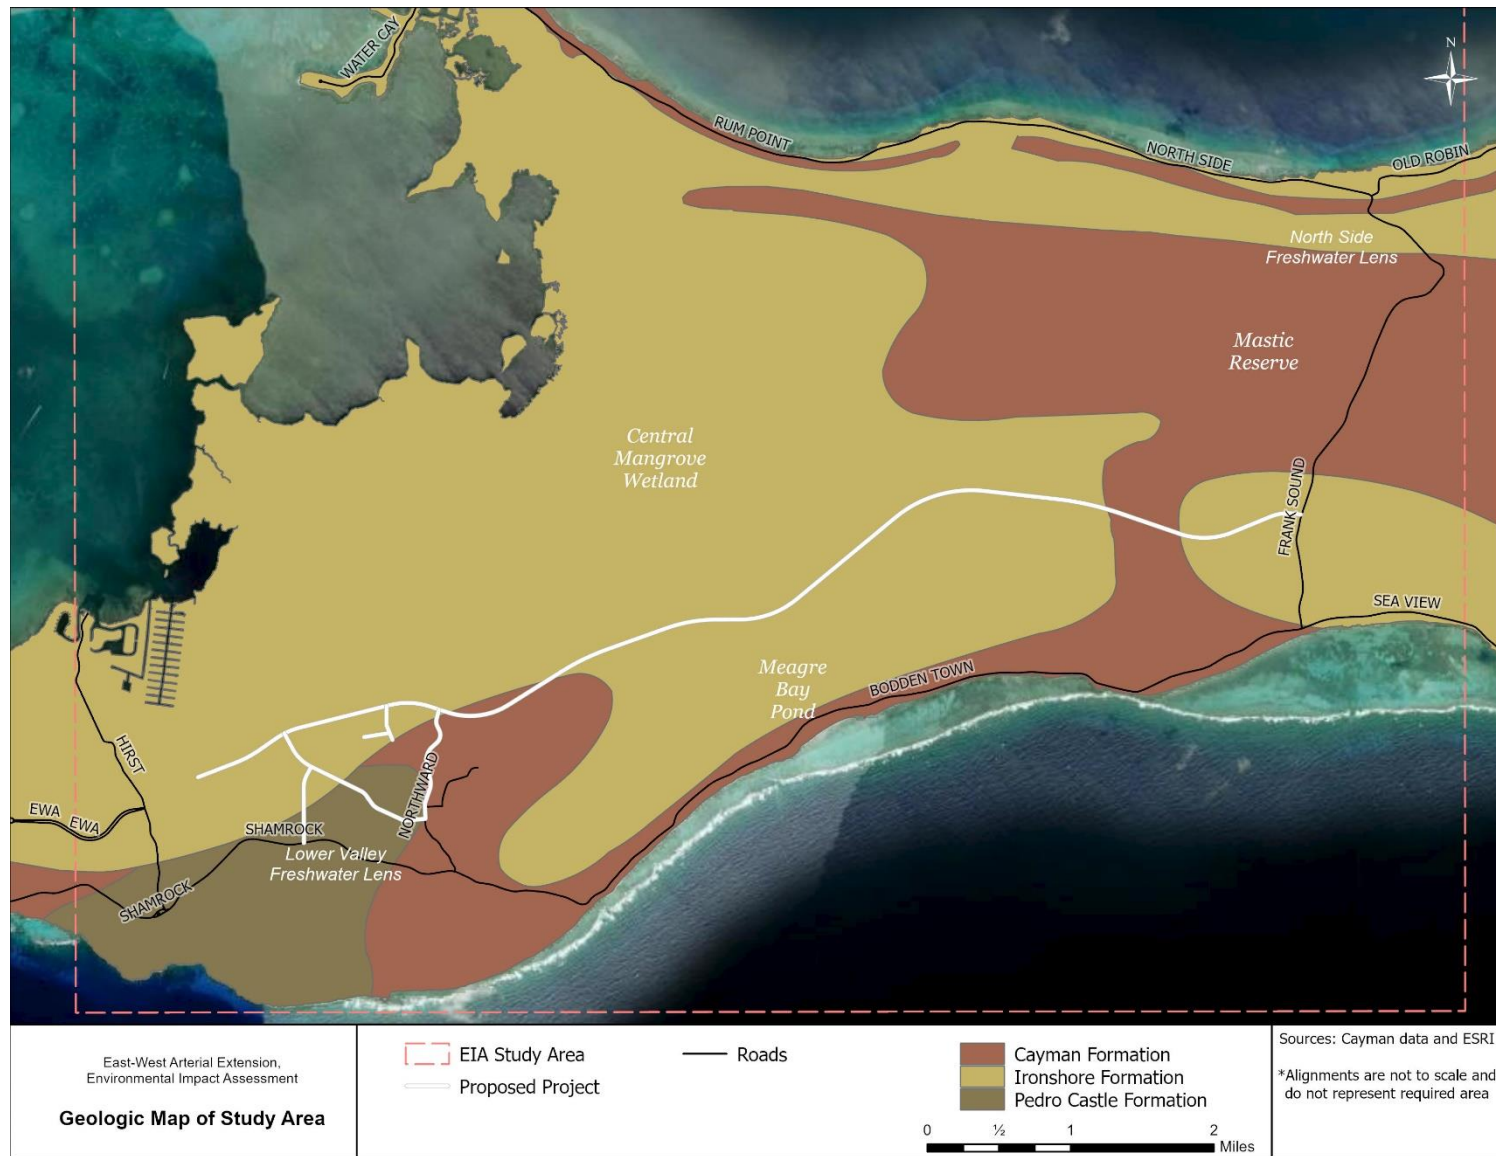 WATER CAY
N
RUM POINT
NORTH SIDE
OLD ROBIN
North Side
Freshwater Lens
Mastic
Reserve
Central
Mangrove
Wetland
FRANK SOUND
SEA VIEW
Meagre
Bay
Pond
BODDEN TOWN
HIRST
NORTHWARD
EWA
EWA
SHAMROCK
Lower Valley
Freshwater Lens
SHAMROCK
East-West Arterial Extension,
Environmental Impact Assessment
Geologic Map of Study Area
EIA Study Area
Roads
Proposed Project
Cayman Formation
Ironshore Formation
Pedro Castle Formation
0 ½ 1 2
Miles
Sources: Cayman data and ESRI
*Alignments are not to scale and
do not represent required area